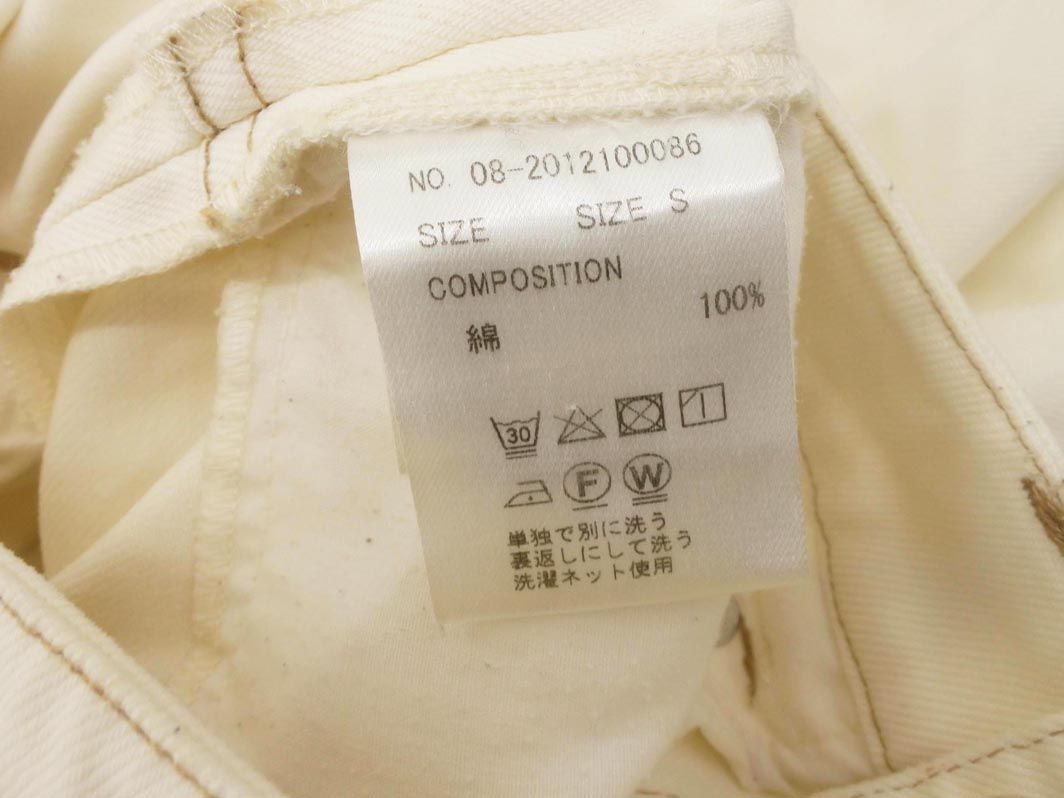 NO. 08-2012100086
SIZE SIZE S
COMPOSITION
綿 100%
30
F W
単独で別に洗う
裏返しにして洗う
洗濯ネット使用